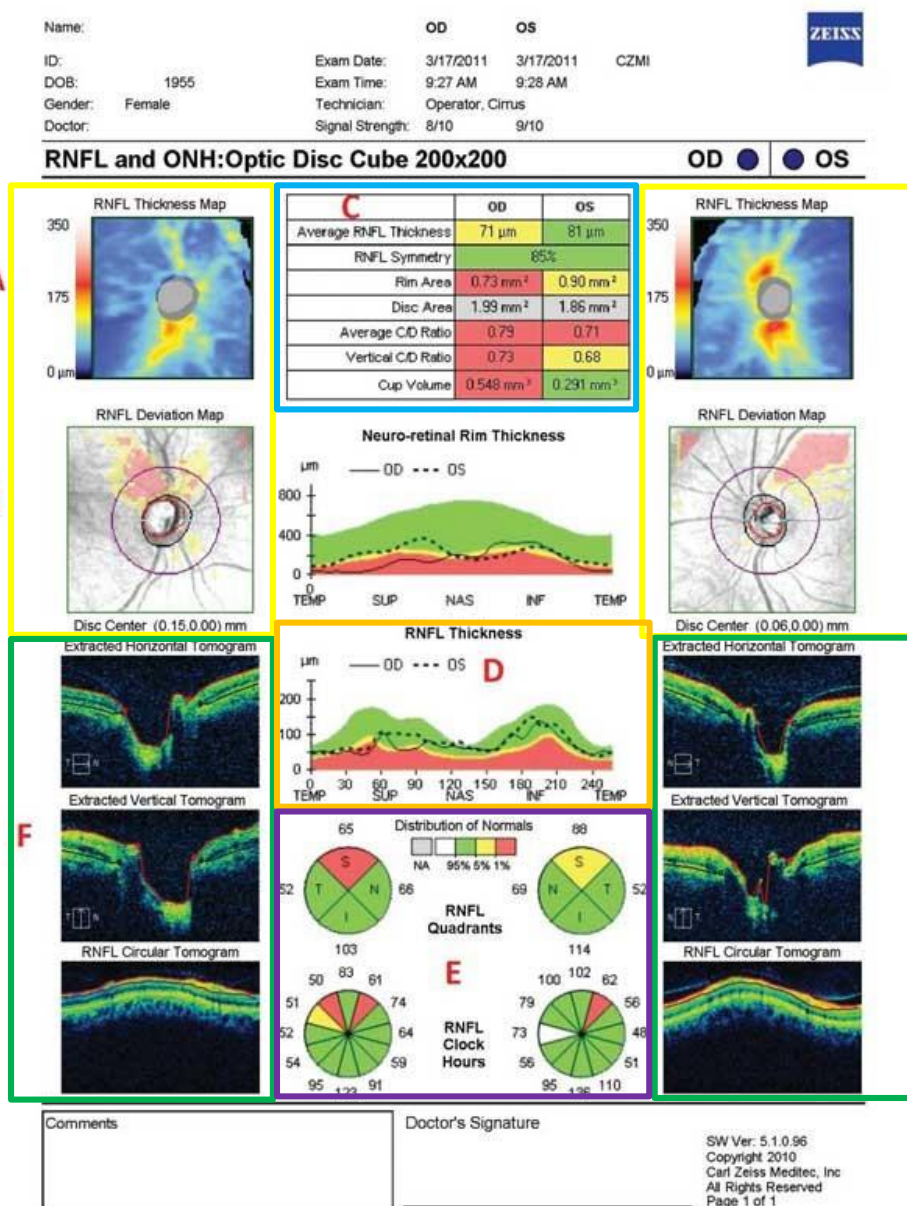 Name: OD OS
ZEISS
ID: Exam Date: 3/17/2011 3/17/2011 CZMI
DOB: 1955 Exam Time: 9:27 AM 9:28 AM
Gender: Female Technician: Operator, Cirrus
Doctor: Signal Strength: 8/10 9/10
RNFL and ONH:Optic Disc Cube 200x200 OD OS
RNFL Thickness Map
350
175
0 µm
C
OD OS
Average RNFL Thickness 71 µm 81 µm
RNFL Symmetry 85%
Rim Area 0.73 mm² 0.90 mm²
Disc Area 1.99 mm² 1.86 mm²
Average C/D Ratio 0.79 0.71
Vertical C/D Ratio 0.73 0.68
Cup Volume 0.548 mm³ 0.291 mm³
RNFL Thickness Map
350
175
0 µm
RNFL Deviation Map
Disc Center (0.15,0.00) mm
Neuro-retinal Rim Thickness
µm OD OS
800
400
0
0
TEMP SUP NAS INF TEMP
RNFL Deviation Map
Disc Center (0.06,0.00) mm
Extracted Horizontal Tomogram
T N
RNFL Thickness
µm OD OS
D
200
100
0
0 30 60 90 120 150 180 210 240
TEMP SUP NAS INF TEMP
Extracted Horizontal Tomogram
N T
F
Extracted Vertical Tomogram
T N
Extracted Vertical Tomogram
N T
65 Distribution of Normals 88
NA 95% 5% 1%
S S
52 T N 66 69 N T 52
I I
RNFL
Quadrants
103 114
E
RNFL Circular Tomogram
RNFL Circular Tomogram
50 83 61 100 102 62
51 74 79 56
52 64 73 48
RNFL
Clock
Hours
54 59 56 51
95 91 95 110
Comments
Doctor's Signature
SW Ver: 5.1.0.96
Copyright 2010
Carl Zeiss Meditec, Inc
All Rights Reserved
Page 1 of 1